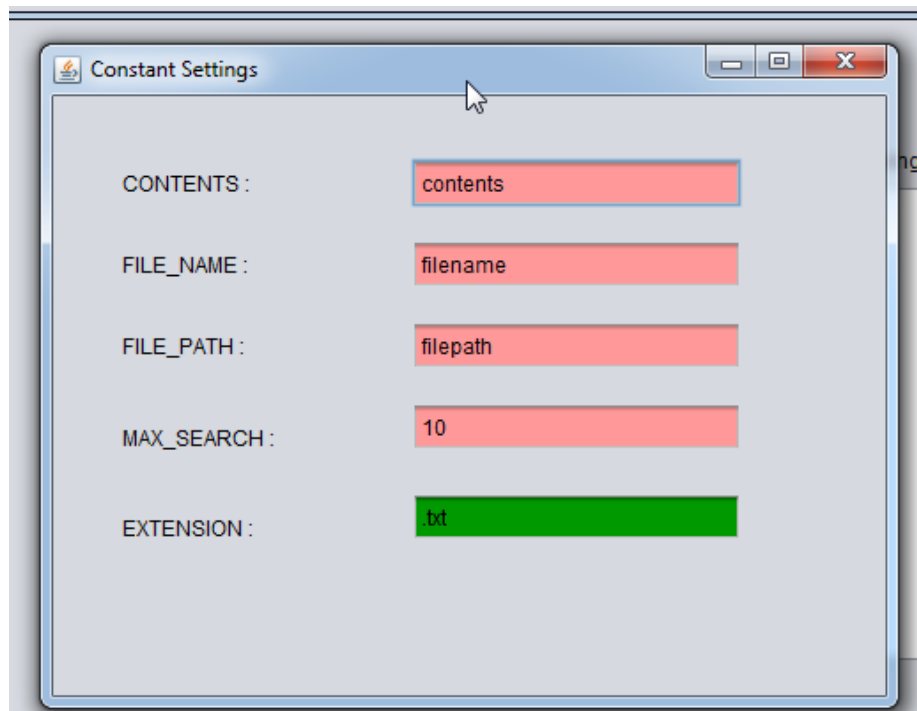 Constant Settings
CONTENTS : contents
FILE_NAME : filename
FILE_PATH : filepath
MAX_SEARCH : 10
EXTENSION : .txt